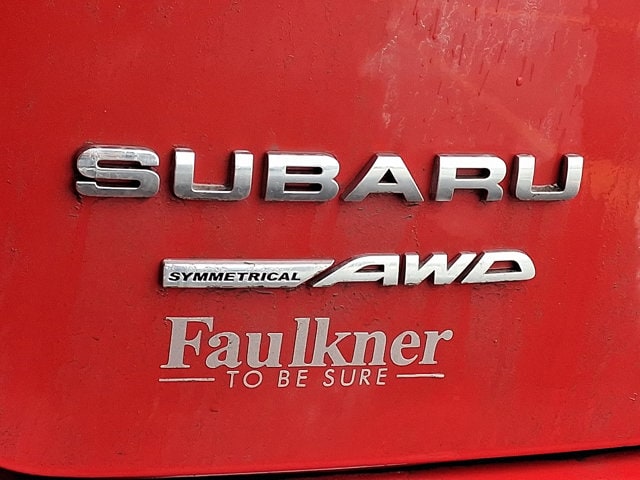 SUBARU
SYMMETRICAL AWD
Faulkner
TO BE SURE